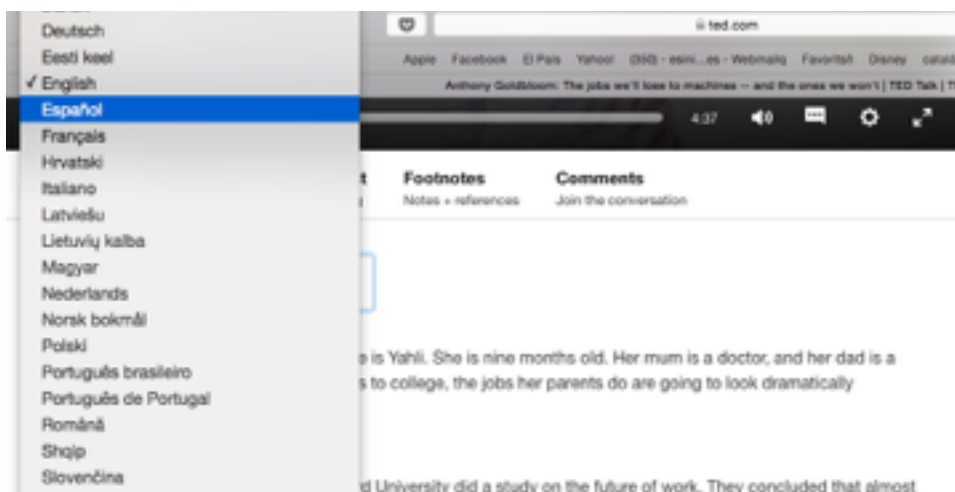 Deutsch
Eesti keel
✓ English
Español
Français
Hrvatski
Italiano
Latviešu
Lietuvių kalba
Magyar
Nederlands
Norsk bokmål
Polski
Português brasileiro
Português de Portugal
Română
Shqip
Slovenčina
ted.com
Apple Facebook El Pais Yahoo! es - Webmaliq Favorits Disney
Anthony Goldbloom: The jobs we'll lose to machines -- and the ones we won't | TED Talk |
4:37
Footnotes Comments
Notes + references Join the conversation
is Yahli. She is nine months old. Her mum is a doctor, and her dad is a
to college, the jobs her parents do are going to look dramatically
University did a study on the future of work. They concluded that almost